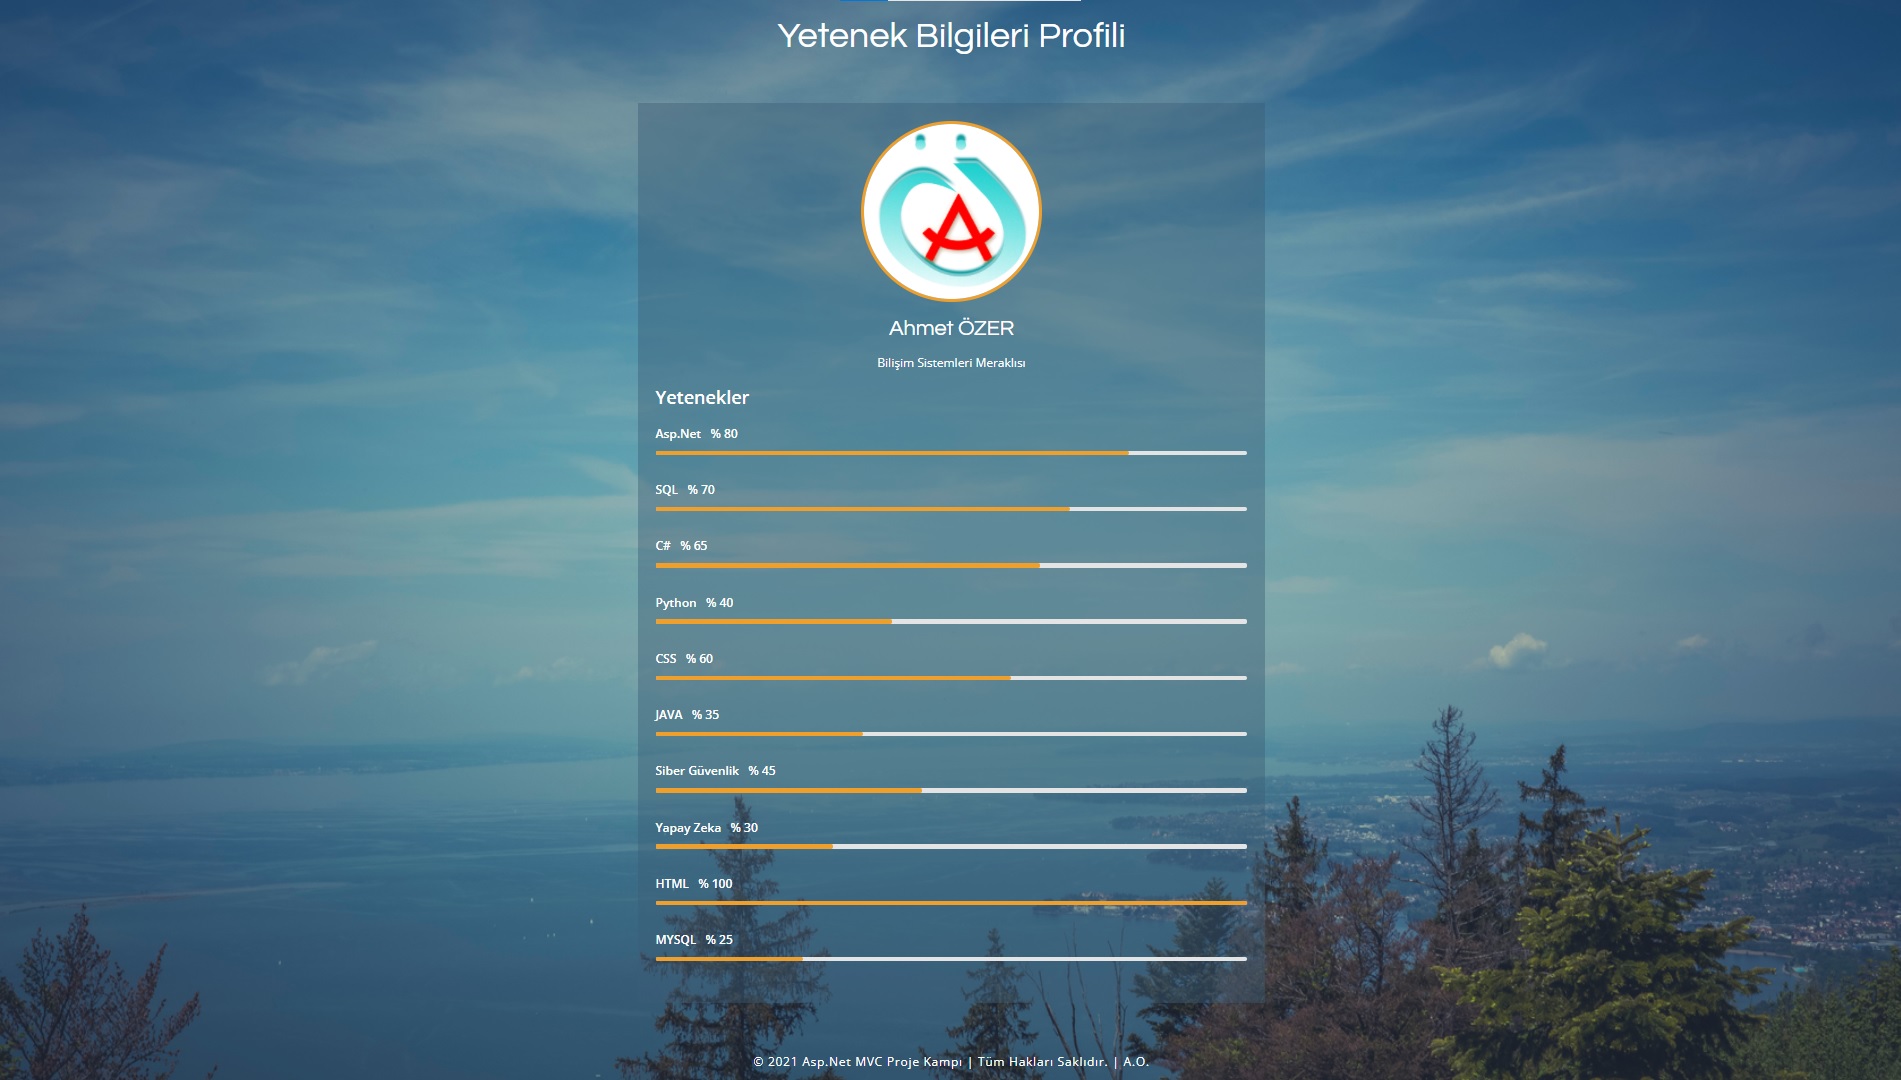 Yetenek Bilgileri Profili
Ahmet ÖZER
Bilişim Sistemleri Meraklısı
Yetenekler
Asp.Net % 80
SQL % 70
C# % 65
Python % 40
CSS % 60
JAVA % 35
Siber Güvenlik % 45
Yapay Zeka % 30
HTML % 100
MYSQL % 25
© 2021 Asp.Net MVC Proje Kampı | Tüm Hakları Saklıdır. | A.O.